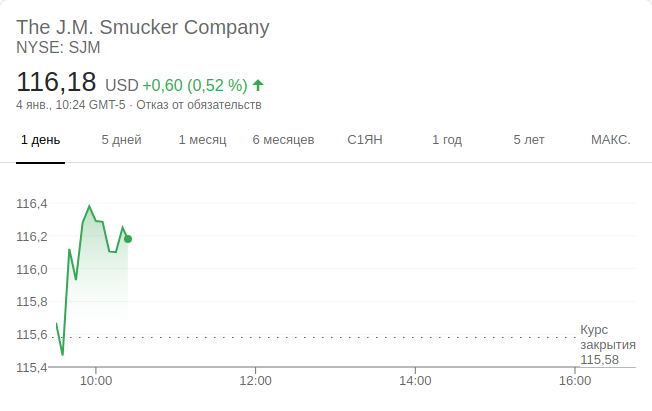 The J.M. Smucker Company
NYSE: SJM
116,18 USD +0,60 (0,52 %)
4 янв., 10:24 GMT-5 · Отказ от обязательств
1 день 5 дней 1 месяц 6 месяцев С1ЯН 1 год 5 лет МАКС.
116,4
116,2
116,0
115,8
115,6
115,4
Курс
закрытия
115,58
10:00 12:00 14:00 16:00